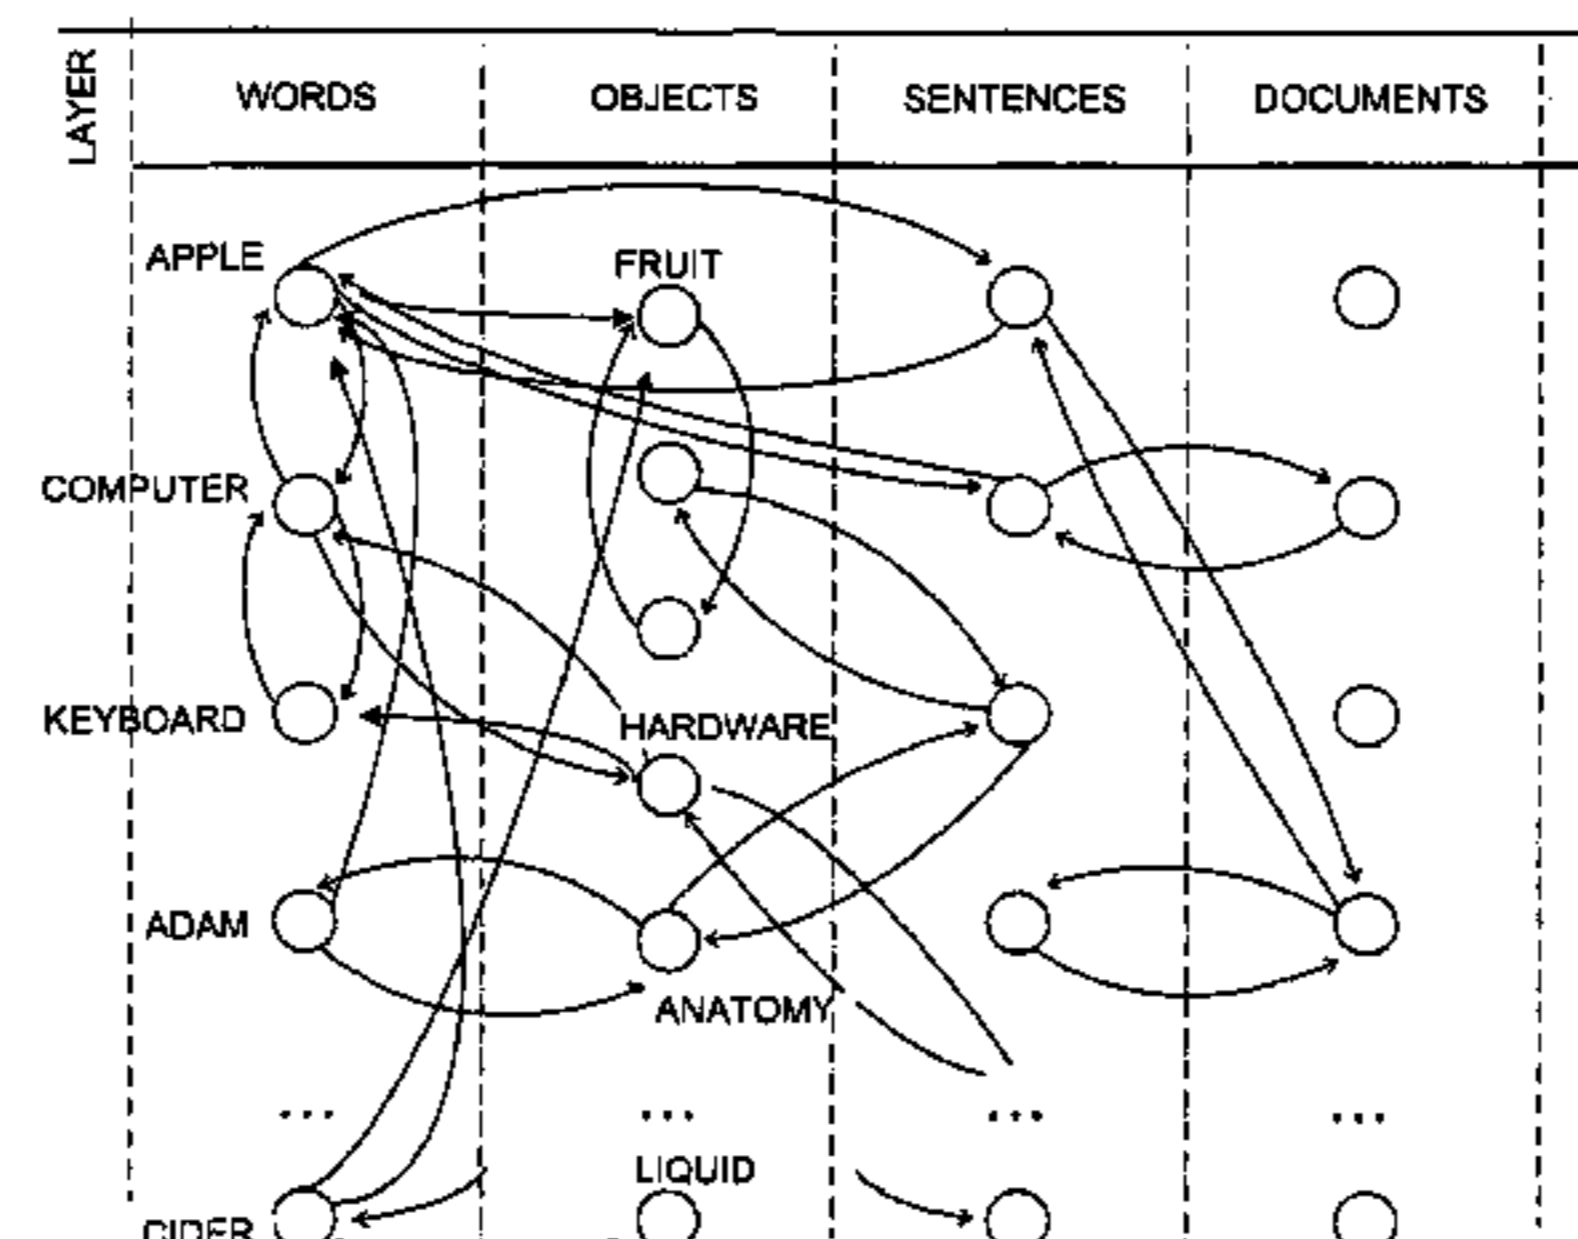 LAYER
WORDS OBJECTS SENTENCES DOCUMENTS
APPLE FRUIT
COMPUTER
KEYBOARD HARDWARE
ADAM
ANATOMY
... ... ... ...
LIQUID
CIDER